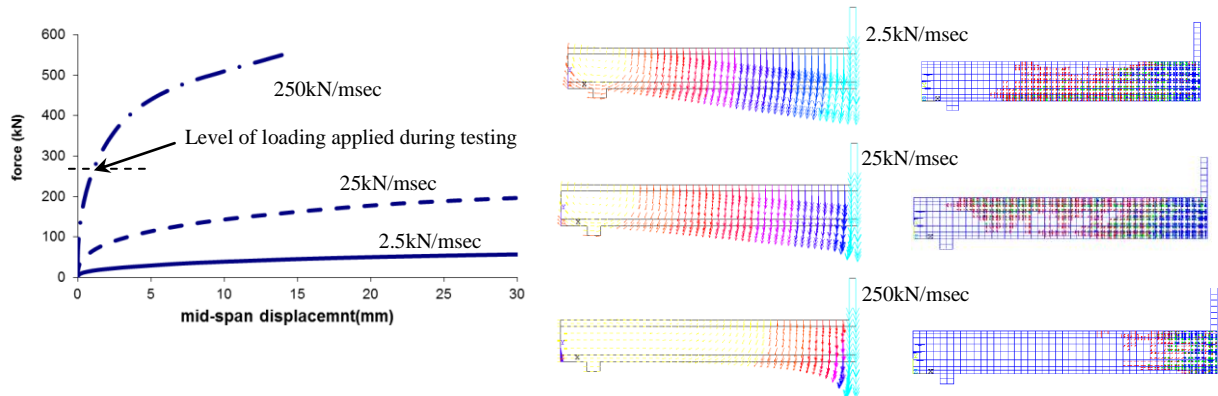 600
500
400
300
200
100
0
force (kN)
250kN/msec
Level of loading applied during testing
25kN/msec
2.5kN/msec
0 5 10 15 20 25 30
mid-span displacemnt(mm)
2.5kN/msec
25kN/msec
250kN/msec